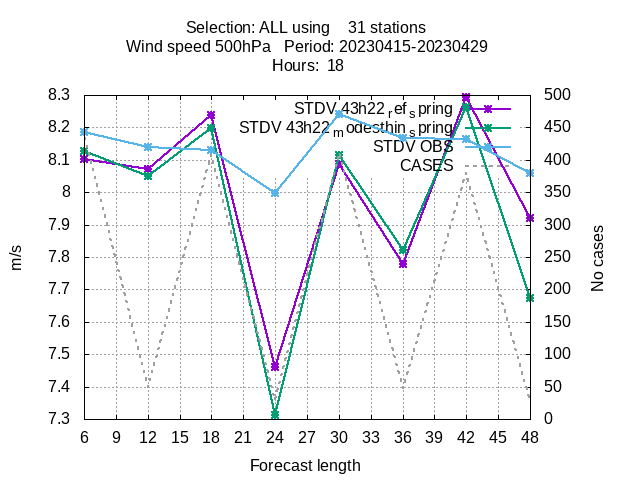 Selection: ALL using    31 stations
Wind speed 500hPa   Period: 20230415-20230429
Hours:  18
STDV 43h22_ref_spring
STDV 43h22_modesthin_spring
STDV OBS
CASES
8.3
8.2
8.1
8
7.9
7.8
7.7
7.6
7.5
7.4
7.3
m/s
500
450
400
350
300
250
200
150
100
50
0
No cases
6 9 12 15 18 21 24 27 30 33 36 39 42 45 48
Forecast length